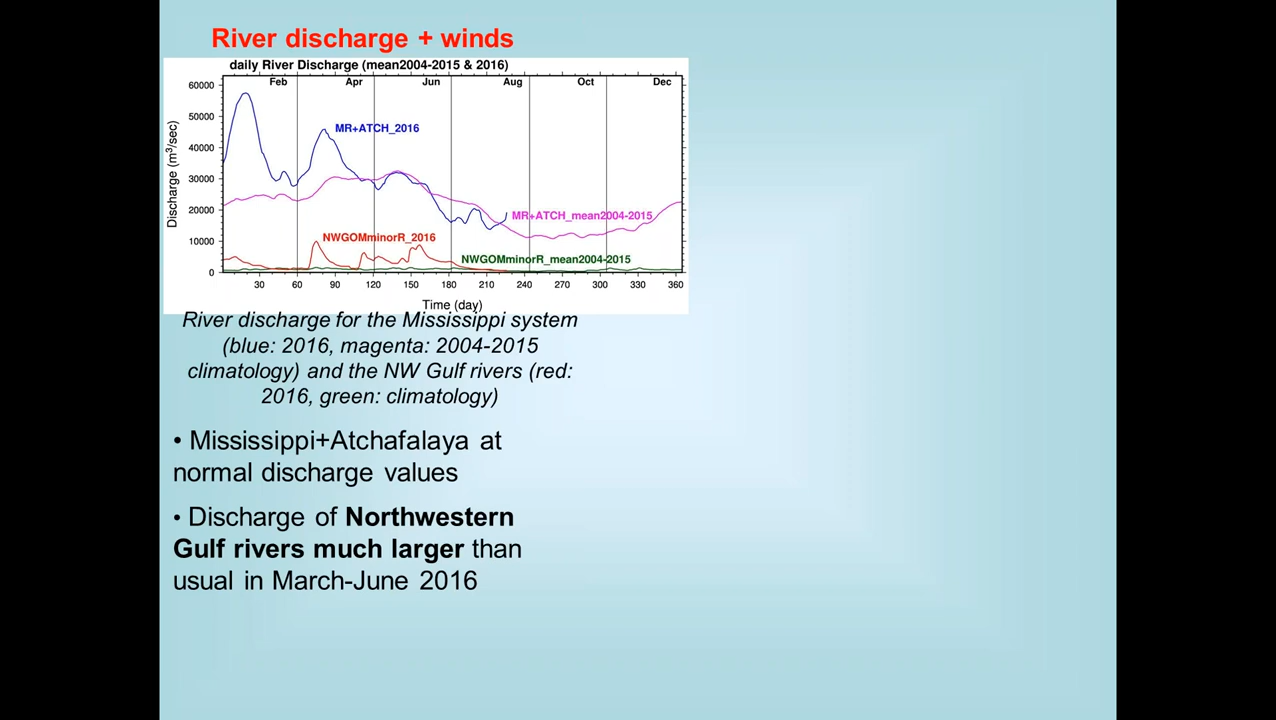 River discharge + winds
daily River Discharge (mean2004-2015 & 2016)
Feb Apr Jun Aug Oct Dec
60000
50000
40000
30000
20000
10000
0
Discharge (m³/sec)
MR+ATCH_2016
MR+ATCH_mean2004-2015
NWGOMminorR_2016
NWGOMminorR_mean2004-2015
30 60 90 120 150 180 210 240 270 300 330 360
Time (day)
River discharge for the Mississippi system
(blue: 2016, magenta: 2004-2015
climatology) and the NW Gulf rivers (red:
2016, green: climatology)
• Mississippi+Atchafalaya at
normal discharge values
• Discharge of Northwestern
Gulf rivers much larger than
usual in March-June 2016